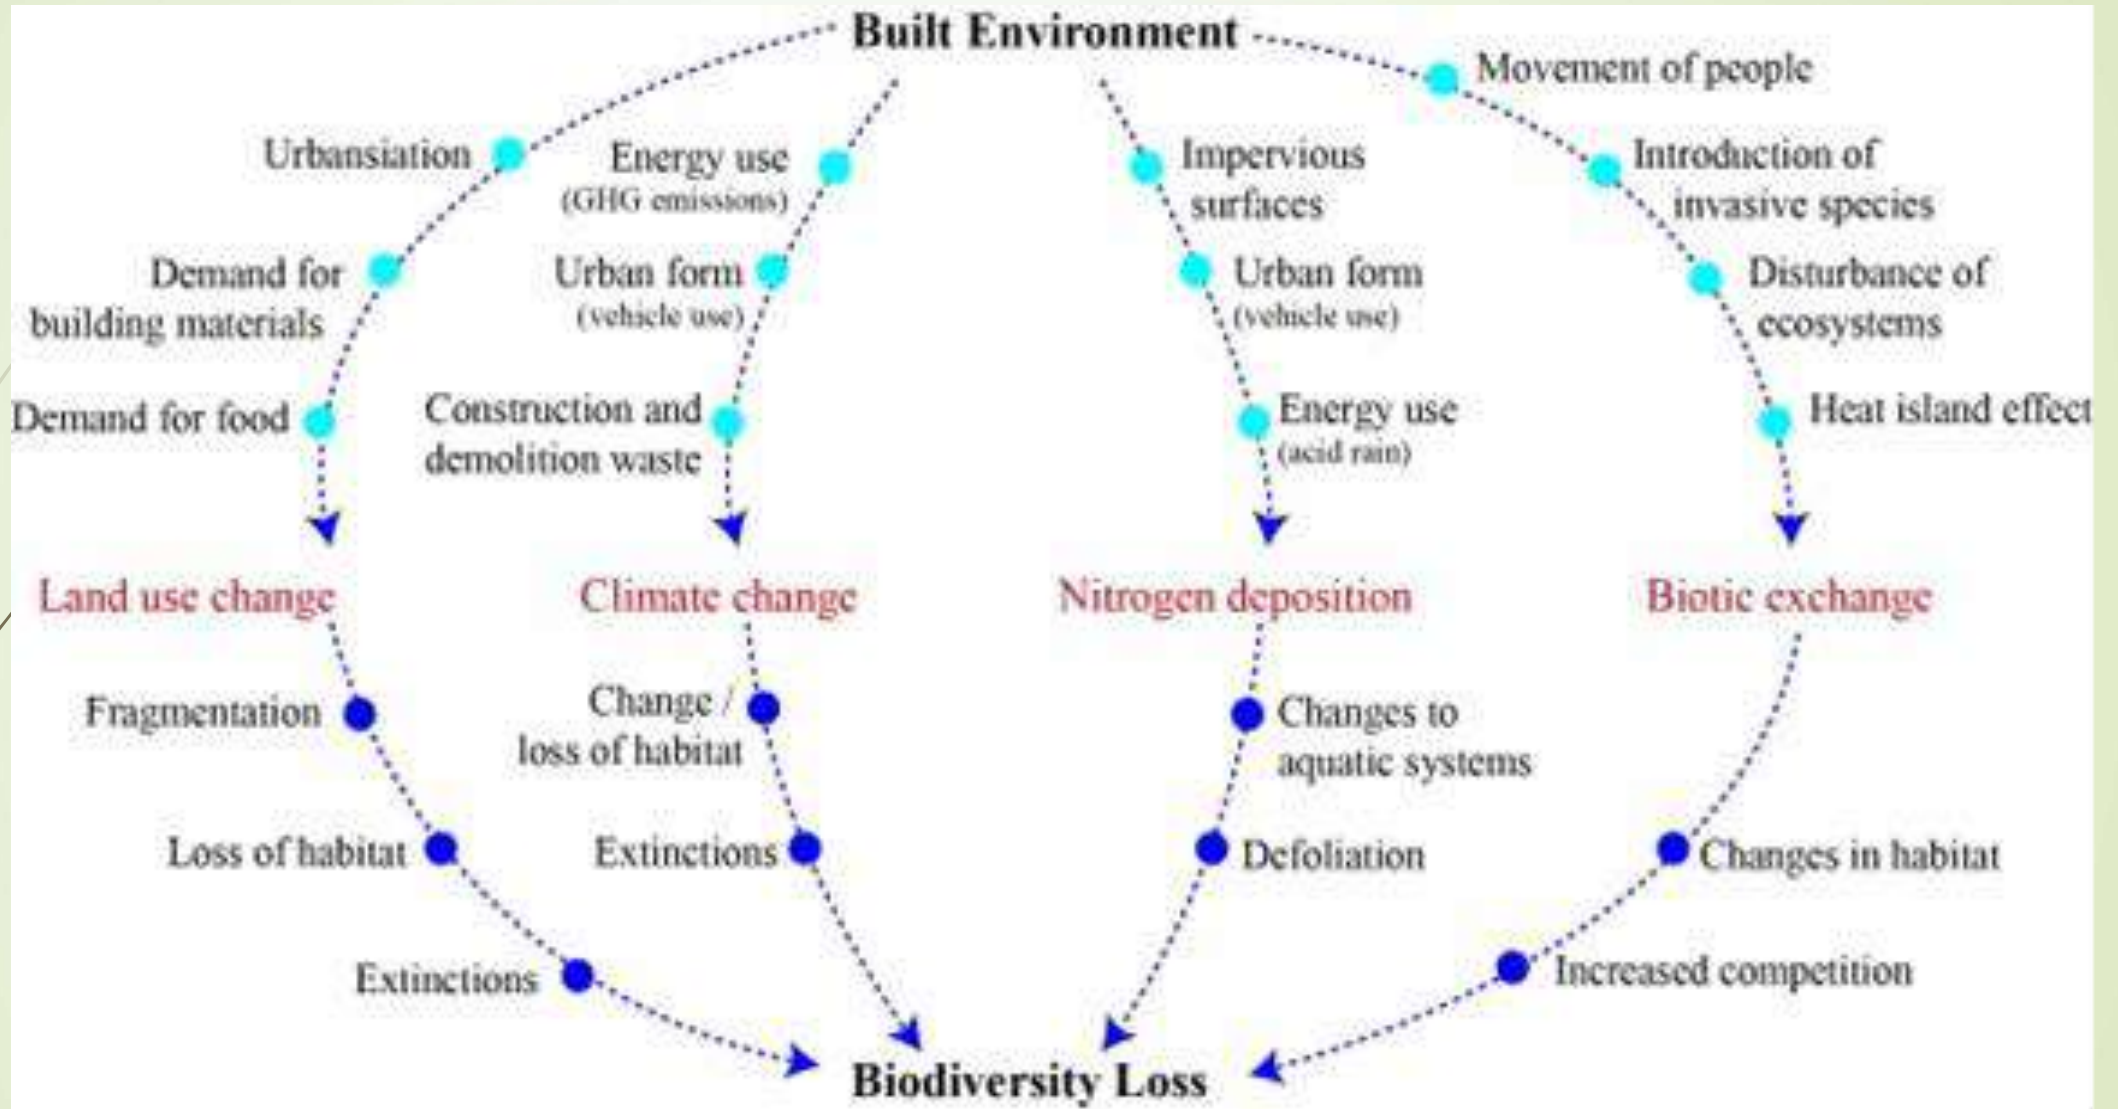 Built Environment
Urbansiation
Demand for
building materials
Demand for food
Land use change
Fragmentation
Loss of habitat
Extinctions
Energy use
(GHG emissions)
Urban form
(vehicle use)
Construction and
demolition waste
Climate change
Change /
loss of habitat
Extinctions
Impervious
surfaces
Urban form
(vehicle use)
Energy use
(acid rain)
Nitrogen deposition
Changes to
aquatic systems
Defoliation
Movement of people
Introduction of
invasive species
Disturbance of
ecosystems
Heat island effect
Biotic exchange
Changes in habitat
Increased competition
Biodiversity Loss